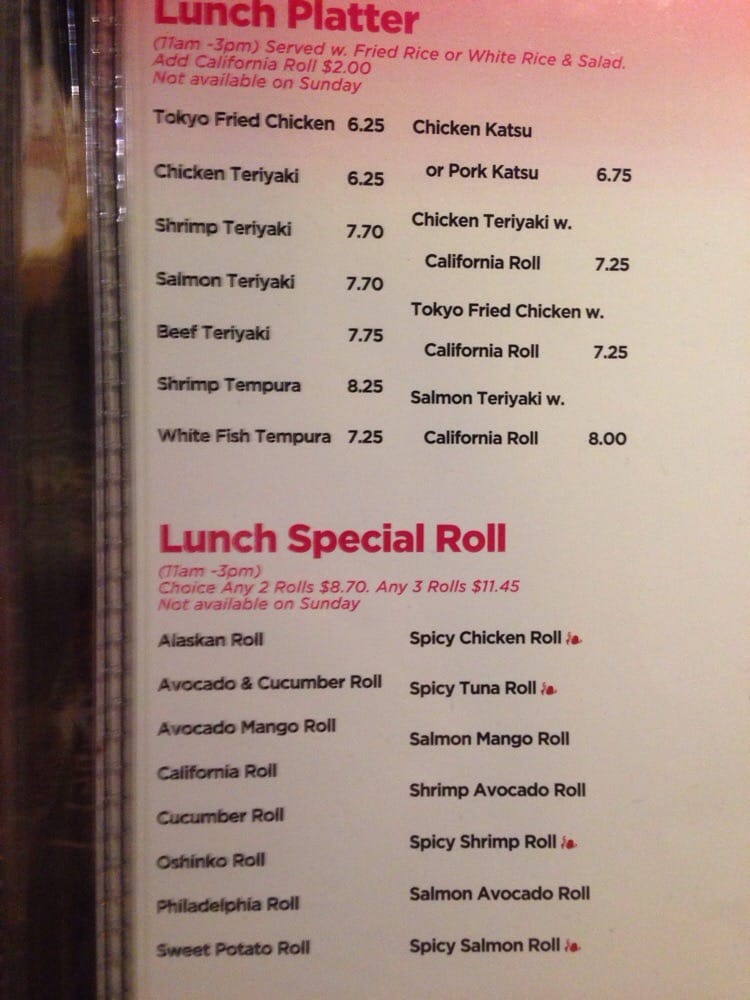 Lunch Platter
(11am -3pm) Served w. Fried Rice or White Rice & Salad.
Add California Roll $2.00
Not available on Sunday
Tokyo Fried Chicken 6.25
Chicken Teriyaki 6.25
Shrimp Teriyaki 7.70
Salmon Teriyaki 7.70
Beef Teriyaki 7.75
Shrimp Tempura 8.25
White Fish Tempura 7.25
Chicken Katsu
or Pork Katsu 6.75
Chicken Teriyaki w.
California Roll 7.25
Tokyo Fried Chicken w.
California Roll 7.25
Salmon Teriyaki w.
California Roll 8.00
Lunch Special Roll
(11am -3pm)
Choice Any 2 Rolls $8.70. Any 3 Rolls $11.45
Not available on Sunday
Alaskan Roll
Avocado & Cucumber Roll
Avocado Mango Roll
California Roll
Cucumber Roll
Oshinko Roll
Philadelphia Roll
Sweet Potato Roll
Spicy Chicken Roll
Spicy Tuna Roll
Salmon Mango Roll
Shrimp Avocado Roll
Spicy Shrimp Roll
Salmon Avocado Roll
Spicy Salmon Roll